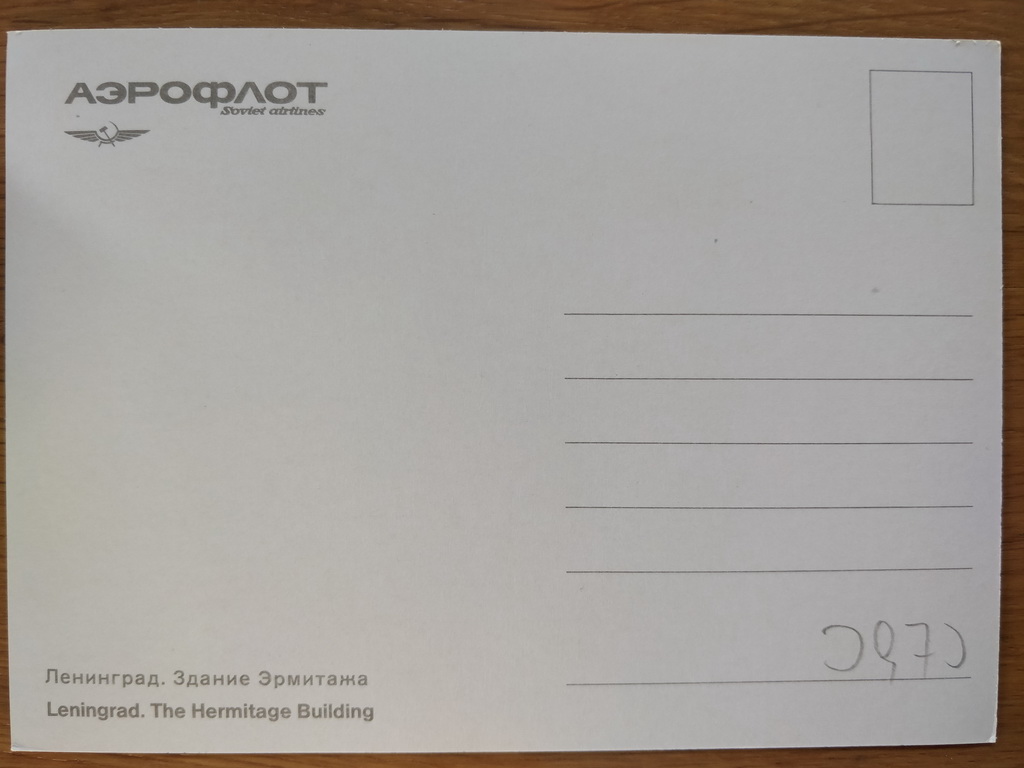 АЭРОФЛОТ
Soviet airlines
Ленинград. Здание Эрмитажа
Leningrad. The Hermitage Building